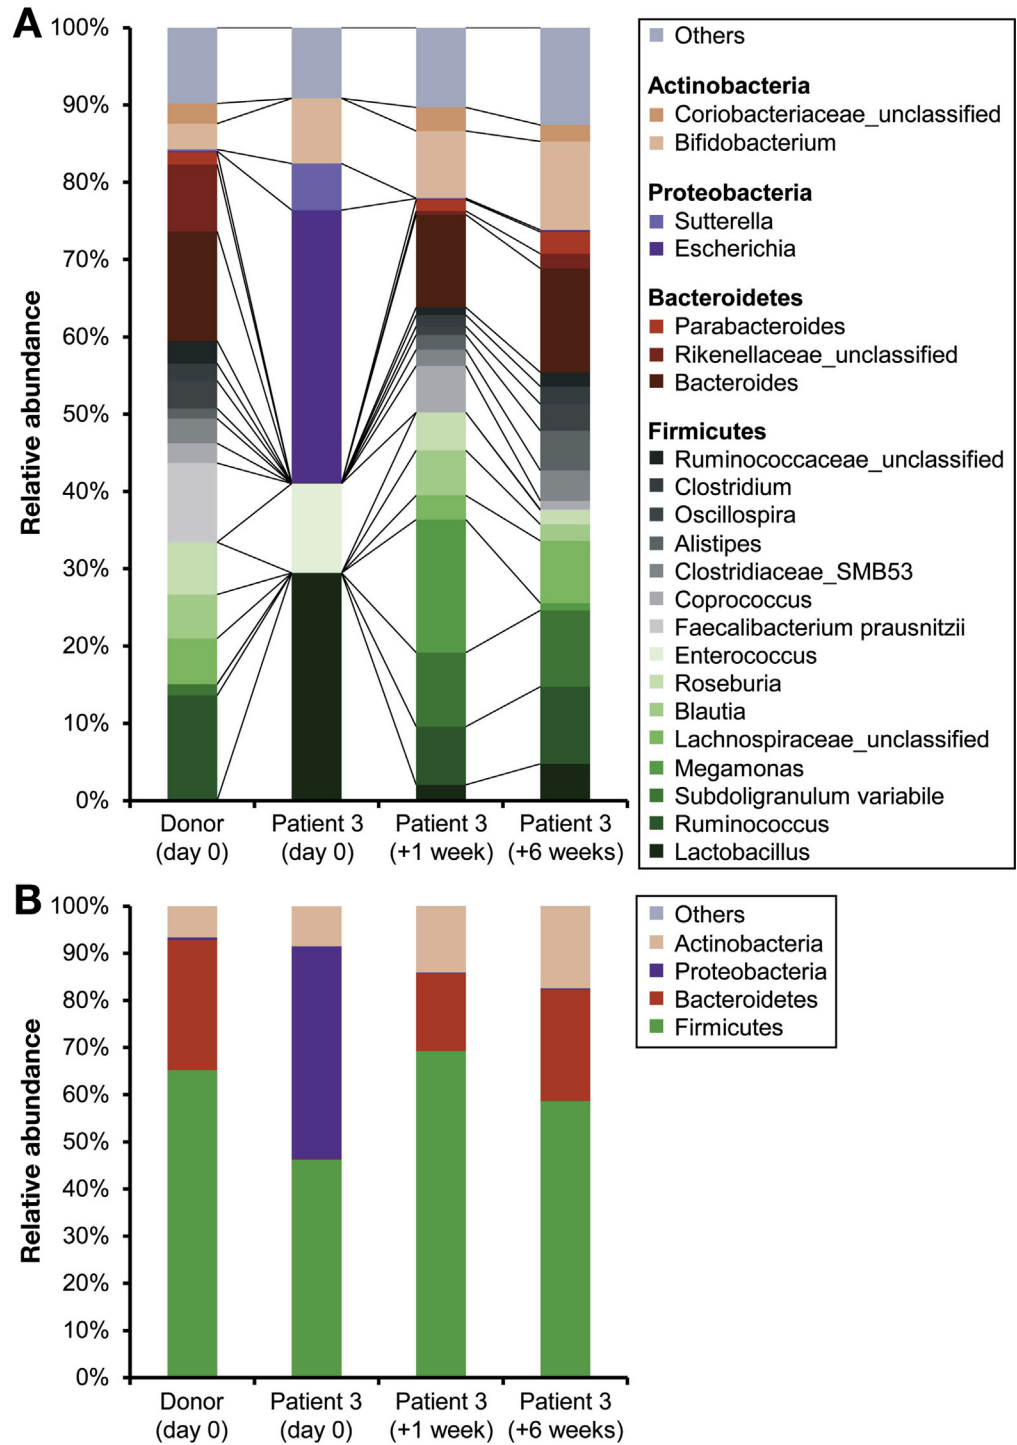 A
100%
90%
80%
70%
60%
50%
40%
30%
20%
10%
0%
Relative abundance
Donor
(day 0)
Patient 3
(day 0)
Patient 3
(+1 week)
Patient 3
(+6 weeks)
Others
Actinobacteria
Coriobacteriaceae_unclassified
Bifidobacterium
Proteobacteria
Sutterella
Escherichia
Bacteroidetes
Parabacteroides
Rikenellaceae_unclassified
Bacteroides
Firmicutes
Ruminococcaceae_unclassified
Clostridium
Oscillospira
Alistipes
Clostridiaceae_SMB53
Coprococcus
Faecalibacterium prausnitzii
Enterococcus
Roseburia
Blautia
Lachnospiraceae_unclassified
Megamonas
Subdoligranulum variabile
Ruminococcus
Lactobacillus
B
100%
90%
80%
70%
60%
50%
40%
30%
20%
10%
0%
Relative abundance
Donor
(day 0)
Patient 3
(day 0)
Patient 3
(+1 week)
Patient 3
(+6 weeks)
Others
Actinobacteria
Proteobacteria
Bacteroidetes
Firmicutes